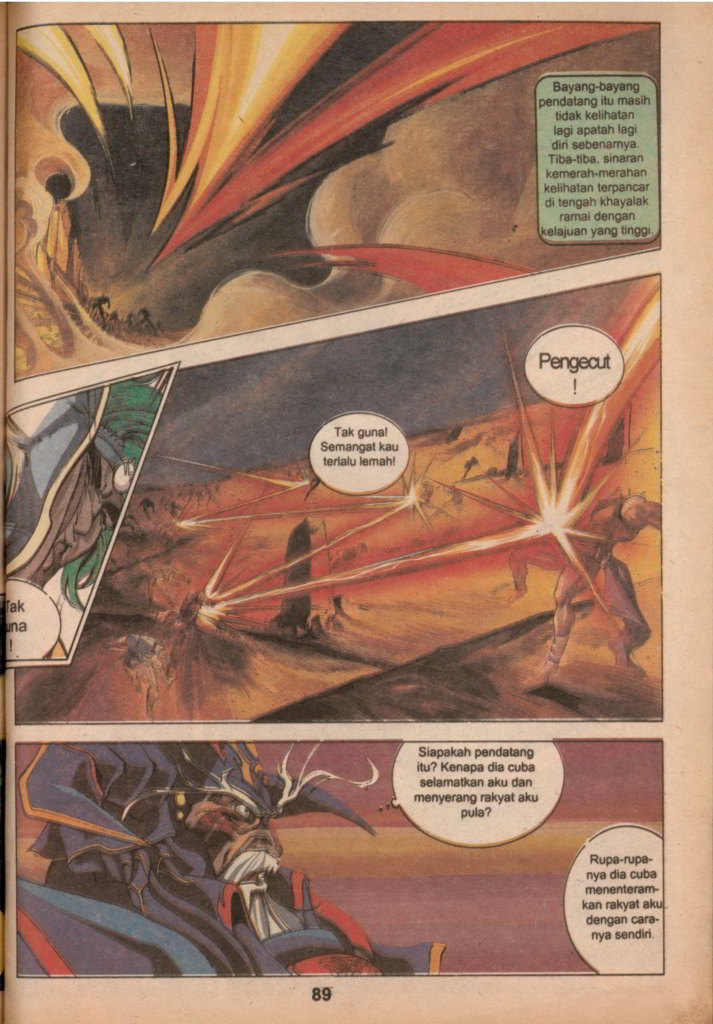 Bayang-bayang
pendatang itu masih
tidak kelihatan
lagi apatah lagi
diri sebenarnya.
Tiba-tiba, sinaran
kemerah-merahan
kelihatan terpancar
di tengah khayalak
ramai dengan
kelajuan yang tinggi.
Pengecut
!
Tak guna!
Semangat kau
terlalu lemah!
Tak
una
!
Siapakah pendatang
itu? Kenapa dia cuba
selamatkan aku dan
menyerang rakyat aku
pula?
Rupa-rupa-
nya dia cuba
menenteram-
kan rakyat aku
dengan cara-
nya sendiri.
89